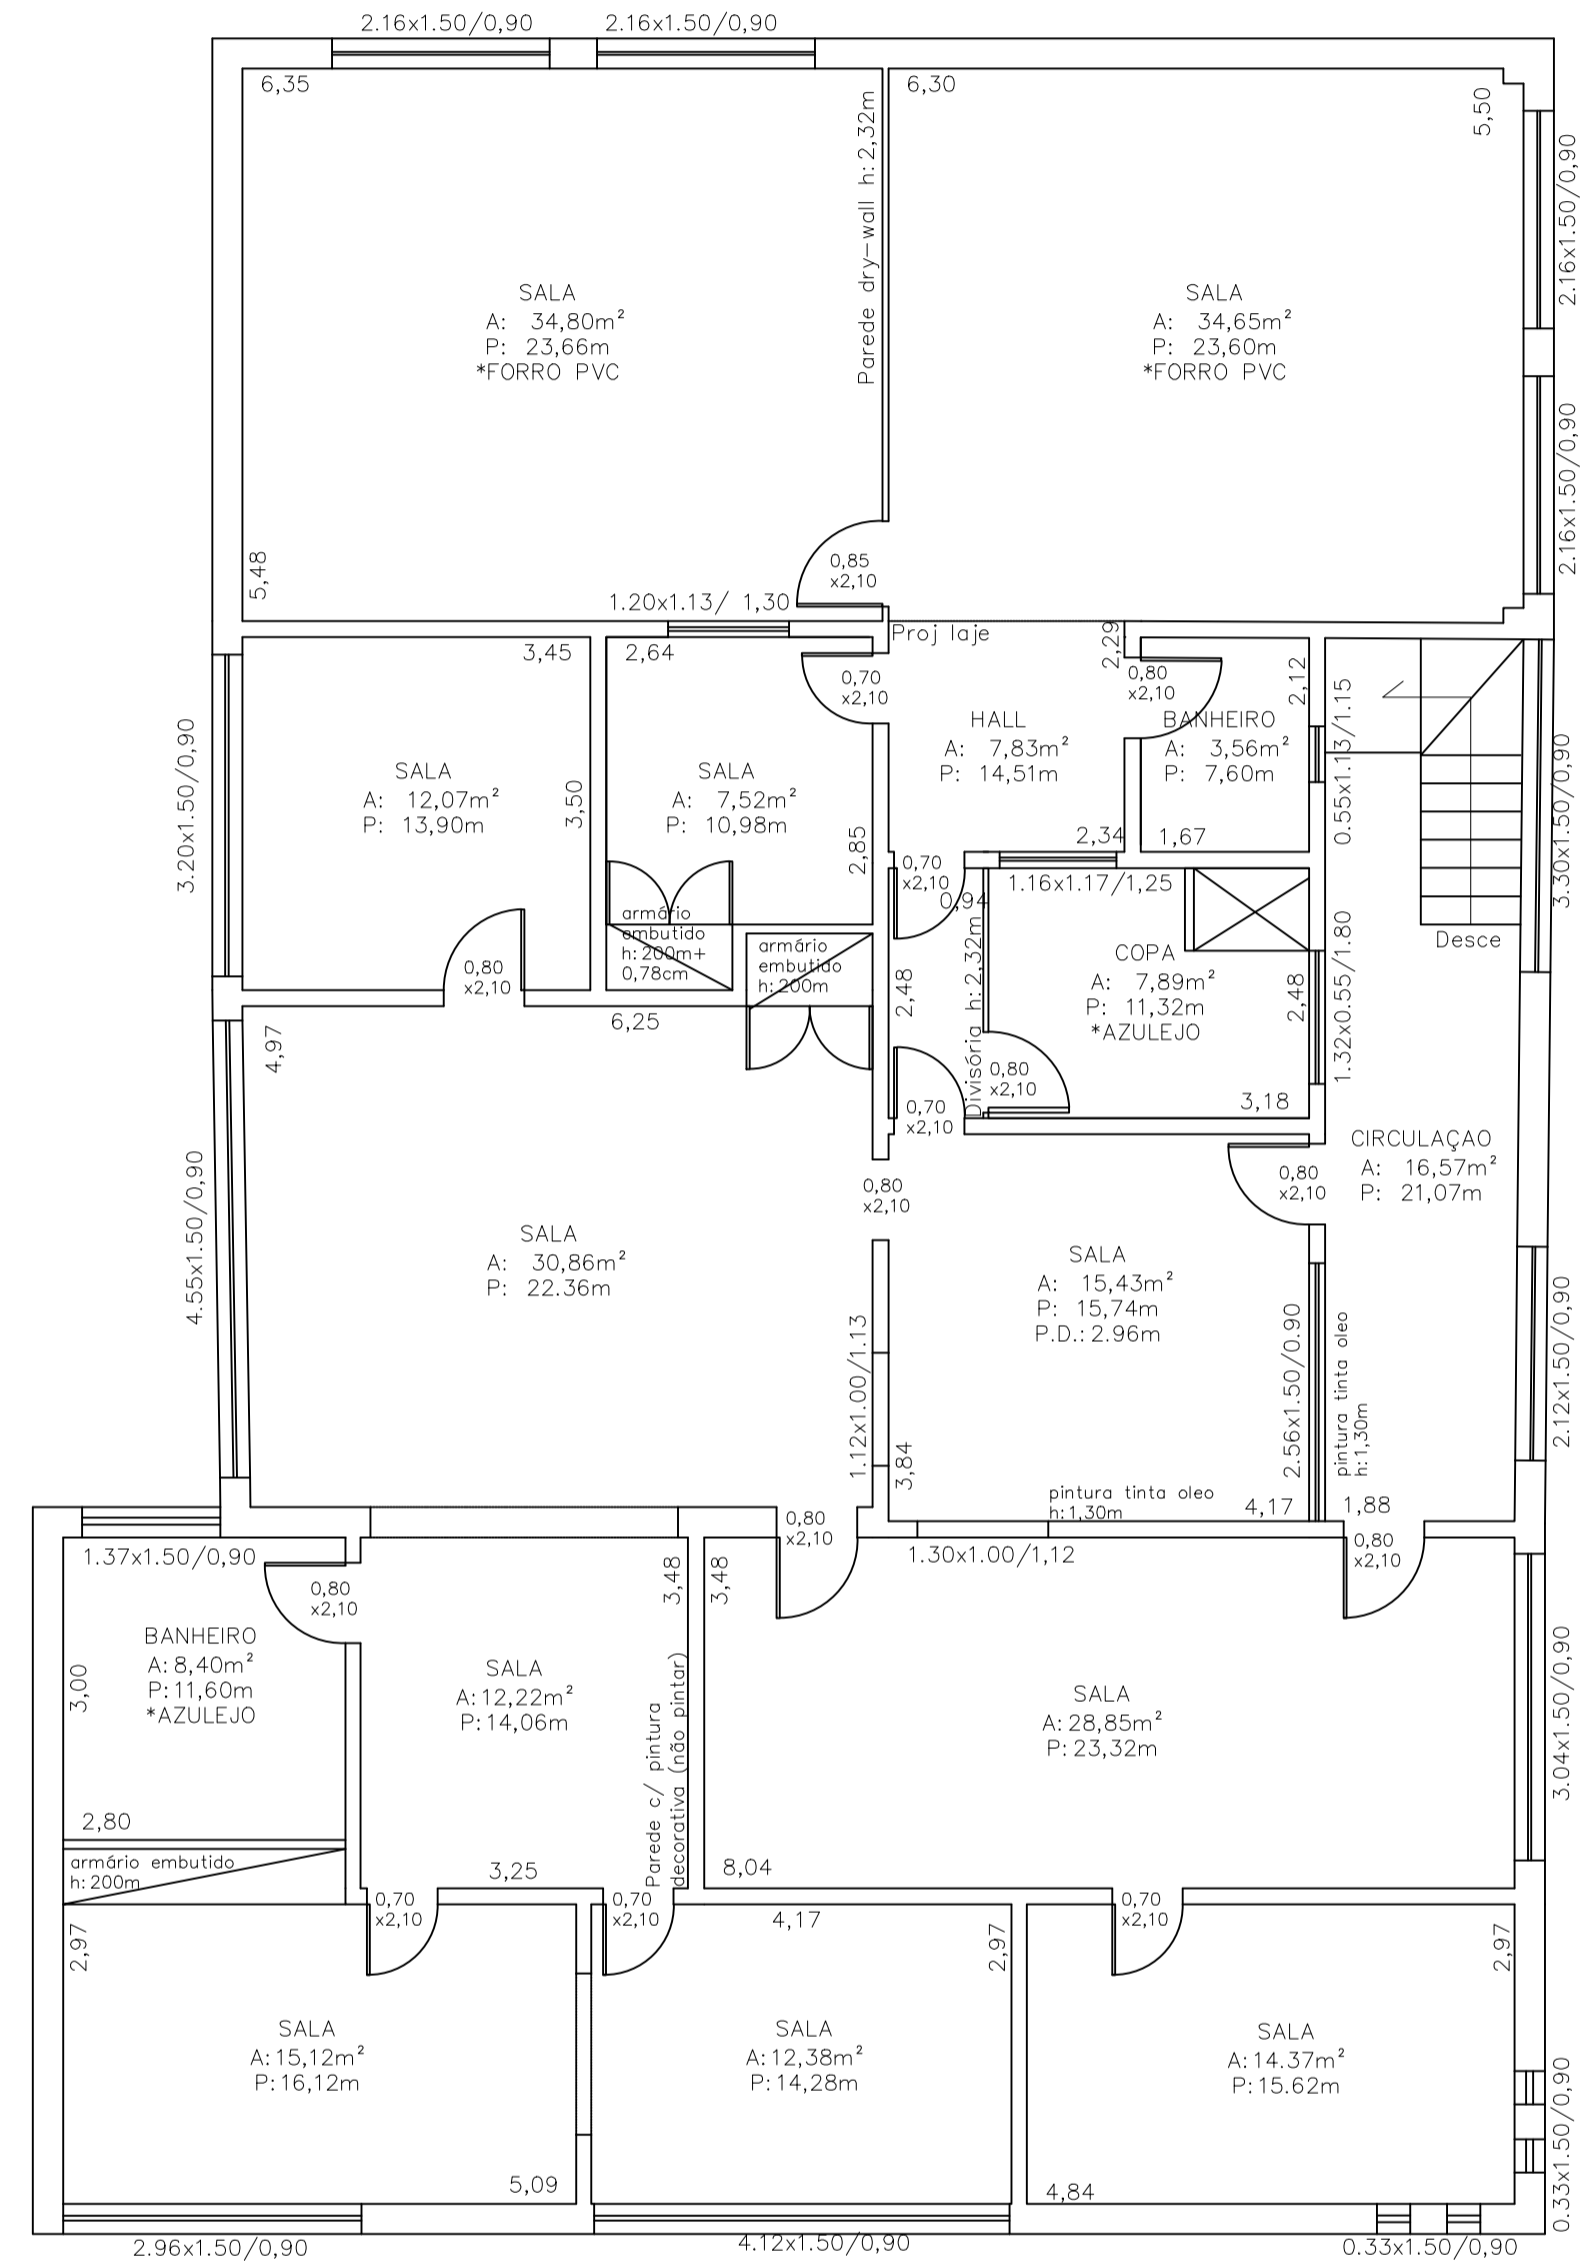 2.16x1.50/0,90
2.16x1.50/0,90
6,35
6,30
5,50
Parede dry-wall h:2,32m
2.16x1.50/0,90
2.16x1.50/0,90
SALA
A: 34,80m²
P: 23,66m
*FORRO PVC
SALA
A: 34,65m²
P: 23,60m
*FORRO PVC
5,48
0,85
x2,10
1.20x1.13/ 1,30
Proj laje
2,29
3,45
2,64
0,70
x2,10
0,80
x2,10
2,12
0.55x1.13/1.15
3.20x1.50/0,90
3.30x1.50/0,90
SALA
A: 12,07m²
P: 13,90m
3,50
SALA
A: 7,52m²
P: 10,98m
2,85
HALL
A: 7,83m²
P: 14,51m
2,34
BANHEIRO
A: 3,56m²
P: 7,60m
1,67
0,70
x2,10
0,94
1.16x1.17/1,25
armário
embutido
h:200m+
0,78cm
armário
embutido
h:200m
0,80
x2,10
2,48
Divisória h:2,32m
COPA
A: 7,89m²
P: 11,32m
*AZULEJO
2,48
1.32x0.55/1.80
Desce
4,97
6,25
0,80
x2,10
0,70
x2,10
3,18
4.55x1.50/0,90
0,80
x2,10
0,80
x2,10
CIRCULAÇAO
A: 16,57m²
P: 21,07m
SALA
A: 30,86m²
P: 22.36m
SALA
A: 15,43m²
P: 15,74m
P.D.: 2.96m
1.12x1.00/1.13
3,84
2.56x1.50/0.90
pintura tinta oleo
h:1,30m
2.12x1.50/0,90
pintura tinta oleo
h:1,30m
4,17
1,88
0,80
x2,10
0,80
x2,10
1.37x1.50/0,90
0,80
x2,10
3,48
3,48
1.30x1.00/1,12
BANHEIRO
A:8,40m²
P:11,60m
*AZULEJO
3,00
2,80
SALA
A:12,22m²
P:14,06m
Parede c/ pintura
decorativa (não pintar)
SALA
A:28,85m²
P:23,32m
3.04x1.50/0,90
armário embutido
h:200m
3,25
8,04
0,70
x2,10
0,70
x2,10
0,70
x2,10
2,97
4,17
2,97
2,97
SALA
A:15,12m²
P:16,12m
SALA
A:12,38m²
P:14,28m
SALA
A:14.37m²
P:15.62m
5,09
4,84
0.33x1.50/0,90
2.96x1.50/0,90
4.12x1.50/0,90
0.33x1.50/0,90